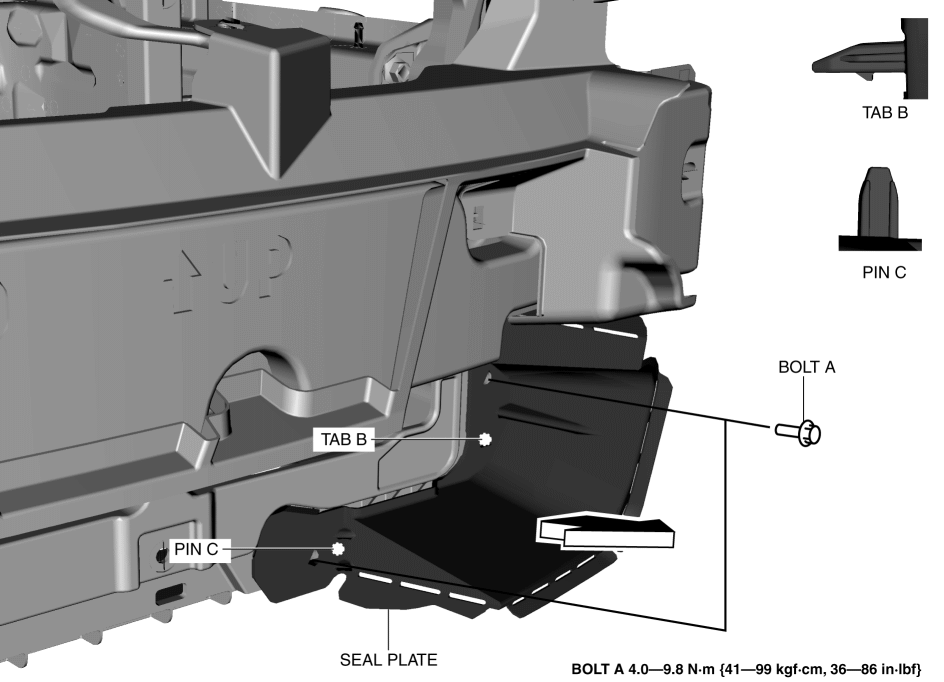 TAB B
PIN C
BOLT A
TAB B
PIN C
SEAL PLATE
BOLT A 4.0—9.8 N·m {41—99 kgf·cm, 36—86 in·lbf}